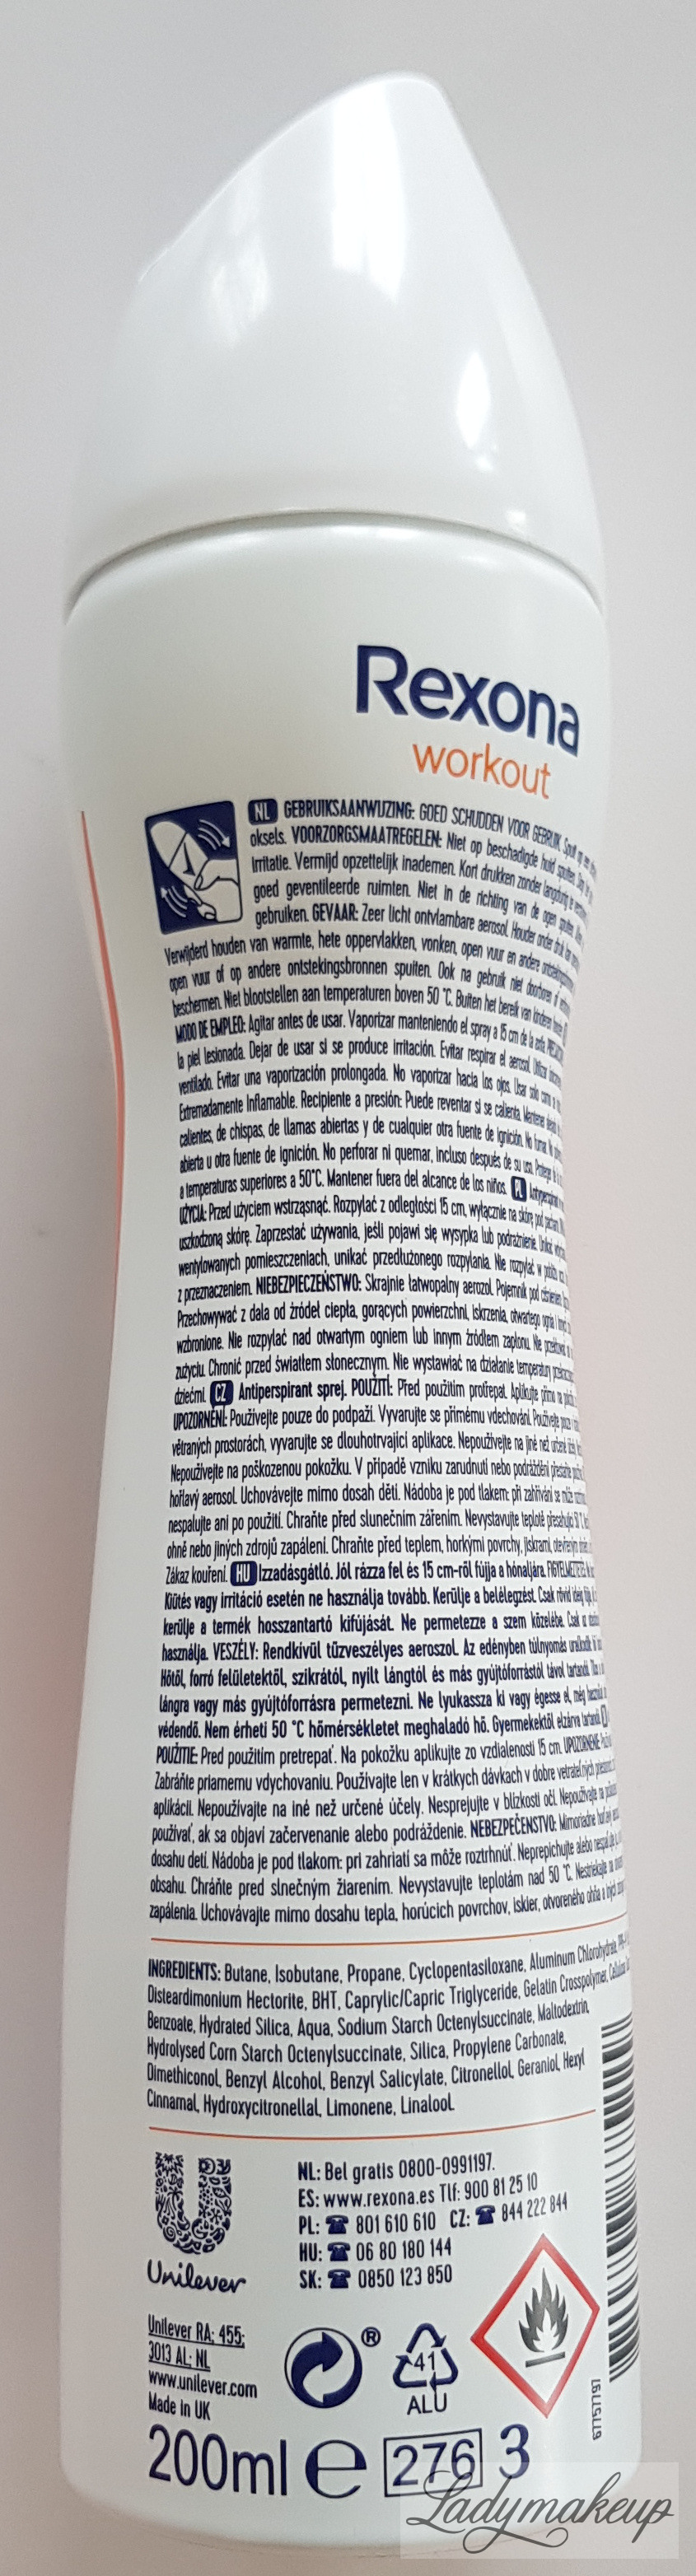 Rexona
workout
NL GEBRUIKSAANWIJZING: GOED SCHUDDEN VOOR GEBRUIK. Spuit op een
oksels. VOORZORGSMAATREGELEN: Niet op beschadigde huid spuiten. Stop
irritatie. Vermijd opzettelijk inademen. Kort drukken zonder langdurig te
goed geventileerde ruimten. Niet in de richting van de ogen spuiten.
gebruiken. GEVAAR: Zeer licht ontvlambare aerosol. Houder onder druk
Verwijderd houden van warmte, hete oppervlakken, vonken, open vuur en andere
open vuur of op andere ontstekingsbronnen spuiten. Ook na gebruik niet doorboren of
beschermen. Niet blootstellen aan temperaturen boven 50 °C. Buiten het bereik van kinderen
MODO DE EMPLEO: Agitar antes de usar. Vaporizar manteniendo el spray a 15 cm de la axila.
la piel lesionada. Dejar de usar si se produce irritación. Evitar respirar el aerosol. Utilizar
ventilado. Evitar una vaporización prolongada. No vaporizar hacia los ojos. Usar solo como
Extremadamente inflamable. Recipiente a presión: Puede reventar si se calienta. Mantener
calientes, de chispas, de llamas abiertas y de cualquier otra fuente de ignición. No fumar. No
abierta u otra fuente de ignición. No perforar ni quemar, incluso después de su uso. Proteger
a temperaturas superiores a 50°C. Mantener fuera del alcance de los niños. PL Antyperspirant
UŻYCIA: Przed użyciem wstrząsnąć. Rozpylać z odległości 15 cm, wyłącznie na skórę pod pachami.
uszkodzoną skórę. Zaprzestać używania, jeśli pojawi się wysypka lub podrażnienie. Unikać
wentylowanych pomieszczeniach, unikać przedłużonego rozpylania. Nie rozpylać w pobliżu
z przeznaczeniem. NIEBEZPIECZEŃSTWO: Skrajnie łatwopalny aerozol. Pojemnik pod ciśnieniem
Przechowywać z dala od źródeł ciepła, gorących powierzchni, iskrzenia, otwartego ognia i
wzbronione. Nie rozpylać nad otwartym ogniem lub innym źródłem zapłonu. Nie przekłuwać
zużyciu. Chronić przed światłem słonecznym. Nie wystawiać na działanie temperatury
dziećmi. CZ Antiperspirant sprej. POUŽITÍ: Před použitím protřepat. Aplikujte přímo na
UPOZORNĚNÍ: Používejte pouze do podpaží. Vyvarujte se přímému vdechování. Používejte pouze
větraných prostorách, vyvarujte se dlouhotrvající aplikace. Nepoužívejte na jiné než určené účely.
Nepoužívejte na poškozenou pokožku. V případě vzniku zarudnutí nebo podráždění přestaňte
hořlavý aerosol. Uchovávejte mimo dosah dětí. Nádoba je pod tlakem: při zahřívání se může
nespalujte ani po použití. Chraňte před slunečním zářením. Nevystavujte teplotě přesahující 50 °C.
ohně nebo jiných zdrojů zapálení. Chraňte před teplem, horkými povrchy, jiskrami, otevřeným
Zákaz kouření. HU Izzadásgátló. Jól rázza fel és 15 cm-ről fújja a hónaljára. FIGYELMEZTETÉS
Kiütés vagy irritáció esetén ne használja tovább. Kerülje a belélegzést. Csak rövid ideig
kerülje a termék hosszantartó kifújását. Ne permetezze a szem közelébe. Csak
használja. VESZÉLY: Rendkívül tűzveszélyes aeroszol. Az edényben túlnyomás uralkodik
Hőtől, forró felületektől, szikrától, nyílt lángtól és más gyújtóforrástól távol tartandó. Tilos
lángra vagy más gyújtóforrásra permetezni. Ne lyukassza ki vagy égesse el, még
védendő. Nem érheti 50 °C hőmérsékletet meghaladó hő. Gyermekektől elzárva tartandó.
POUŽITIE: Pred použitím pretrepať. Na pokožku aplikujte zo vzdialenosti 15 cm. UPOZORNENIE:
Zabráňte priamemu vdychovaniu. Používajte len v krátkych dávkach v dobre vetrateľných
aplikácii. Nepoužívajte na iné než určené účely. Nesprejujte v blízkosti očí. Nepoužívajte na
používať, ak sa objaví začervenanie alebo podráždenie. NEBEZPEČENSTVO: Mimoriadne
dosahu detí. Nádoba je pod tlakom: pri zahriatí sa môže roztrhnúť. Neprepichujte alebo
obsahu. Chráňte pred slnečným žiarením. Nevystavujte teplotám nad 50 °C. Nestriekajte na
zapálenia. Uchovávajte mimo dosahu tepla, horúcich povrchov, iskier, otvoreného ohňa a iných
INGREDIENTS: Butane, Isobutane, Propane, Cyclopentasiloxane, Aluminum Chlorohydrate,
Disteardimonium Hectorite, BHT, Caprylic/Capric Triglyceride, Gelatin Crosspolymer,
Benzoate, Hydrated Silica, Aqua, Sodium Starch Octenylsuccinate, Maltodextrin,
Hydrolysed Corn Starch Octenylsuccinate, Silica, Propylene Carbonate,
Dimethiconol, Benzyl Alcohol, Benzyl Salicylate, Citronellol, Geraniol, Hexyl
Cinnamal, Hydroxycitronellal, Limonene, Linalool.
Unilever
NL: Bel gratis 0800-0991197.
ES: www.rexona.es Tlf: 900 81 25 10
PL: 801 610 610 CZ: 844 222 844
HU: 06 80 180 144
SK: 0850 123 850
Unilever RA; 455;
3013 AL; NL
www.unilever.com
Made in UK
®
41
ALU
200ml e 276 3
Ladymakeup